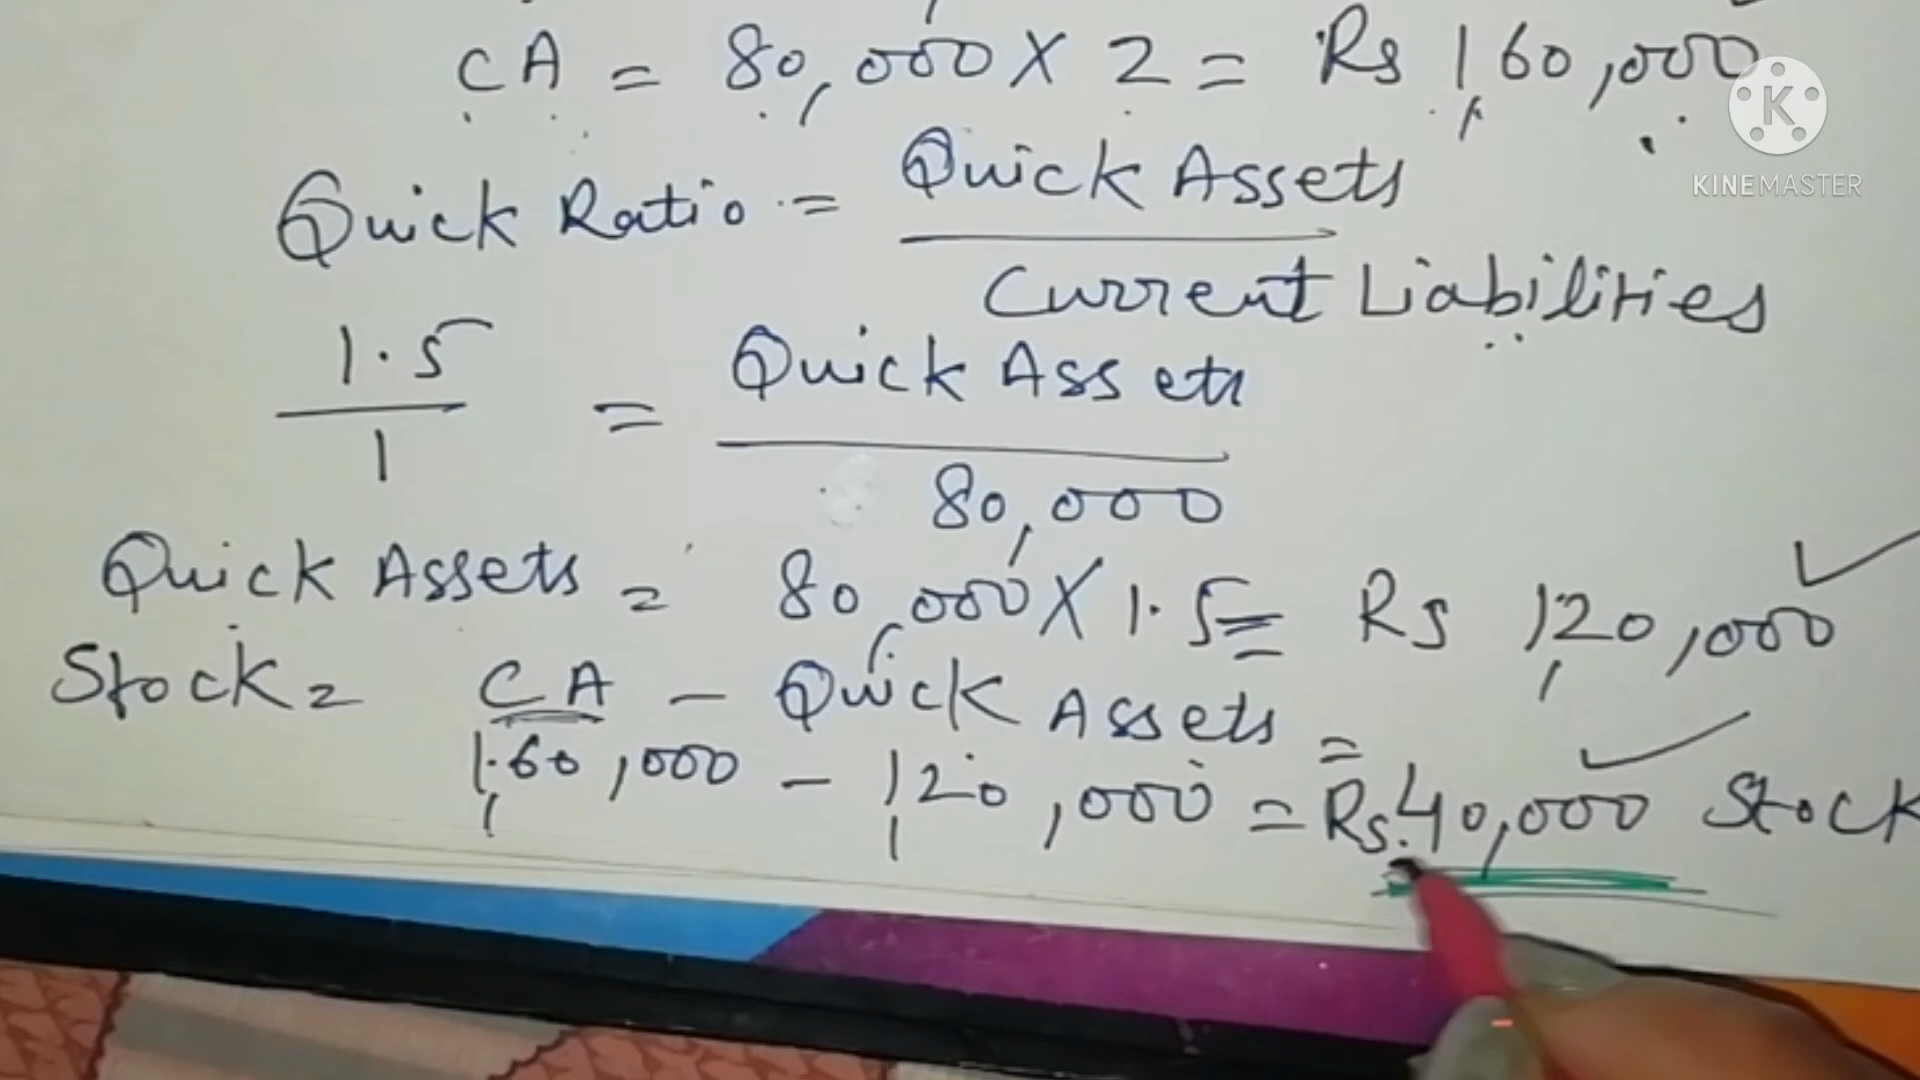 CA = 80,000 X 2 = Rs 1,60,000
K
KINEMASTER
Quick Ratio = Quick Assets
Current Liabilities
1.5 = Quick Assets
1 80,000
Quick Assets = 80,000 X 1.5 = Rs 1,20,000
Stock = CA - Quick Assets =
1,60,000 - 1,20,000 = Rs.40,000 Stock